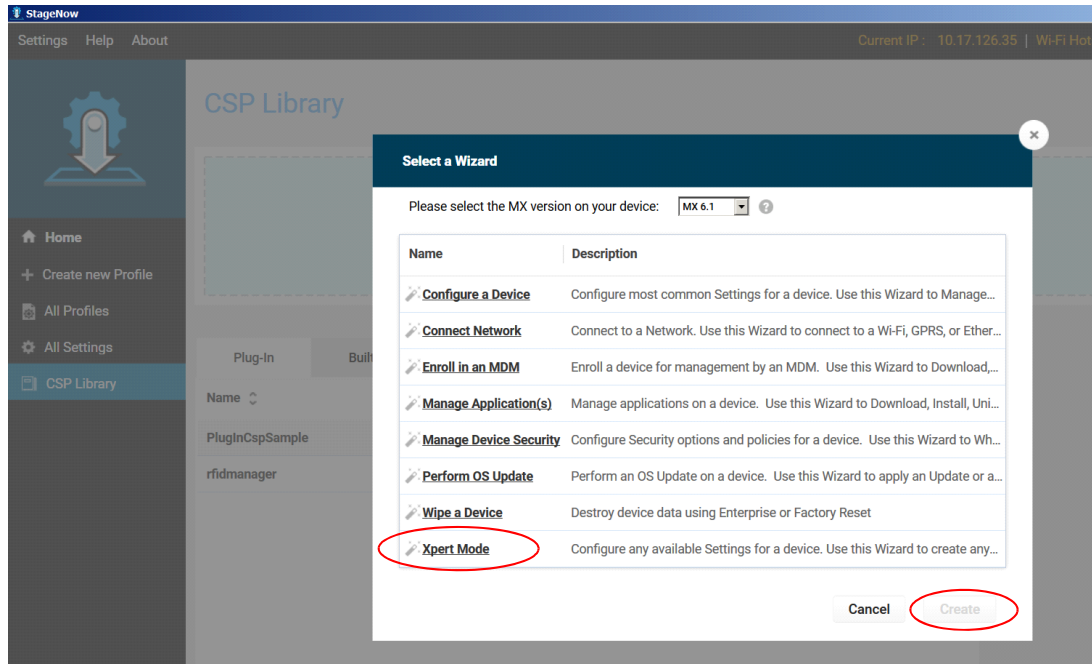 StageNow
Settings Help About
Current IP : 10.17.126.35 | Wi-Fi Hot
CSP Library
Select a Wizard
Please select the MX version on your device: MX 6.1 ?
Name Description
Configure a Device Configure most common Settings for a device. Use this Wizard to Manage...
Connect Network Connect to a Network. Use this Wizard to connect to a Wi-Fi, GPRS, or Ether...
Enroll in an MDM Enroll a device for management by an MDM. Use this Wizard to Download,...
Manage Application(s) Manage applications on a device. Use this Wizard to Download, Install, Uni...
Manage Device Security Configure Security options and policies for a device. Use this Wizard to Wh...
Perform OS Update Perform an OS Update on a device. Use this Wizard to apply an Update or a...
Wipe a Device Destroy device data using Enterprise or Factory Reset
Xpert Mode Configure any available Settings for a device. Use this Wizard to create any...
Cancel Create
Home
Create new Profile
All Profiles
All Settings
CSP Library
Plug-In Built
Name
PlugInCspSample
rfidmanager